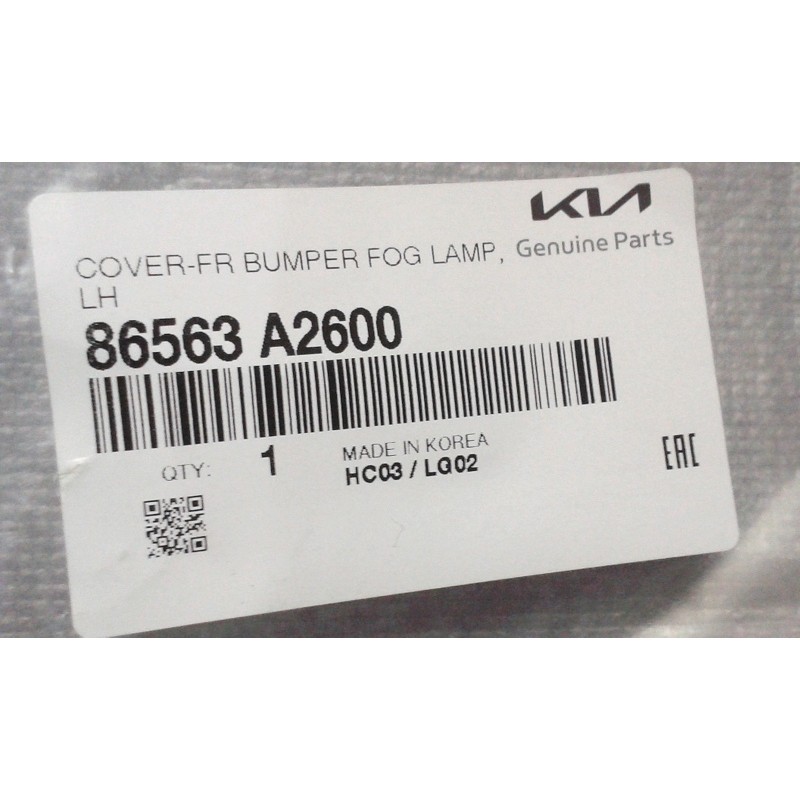 KIA
Genuine Parts
COVER-FR BUMPER FOG LAMP,
LH
86563 A2600
QTY: 1
MADE IN KOREA
HC03 / LG02
EAC